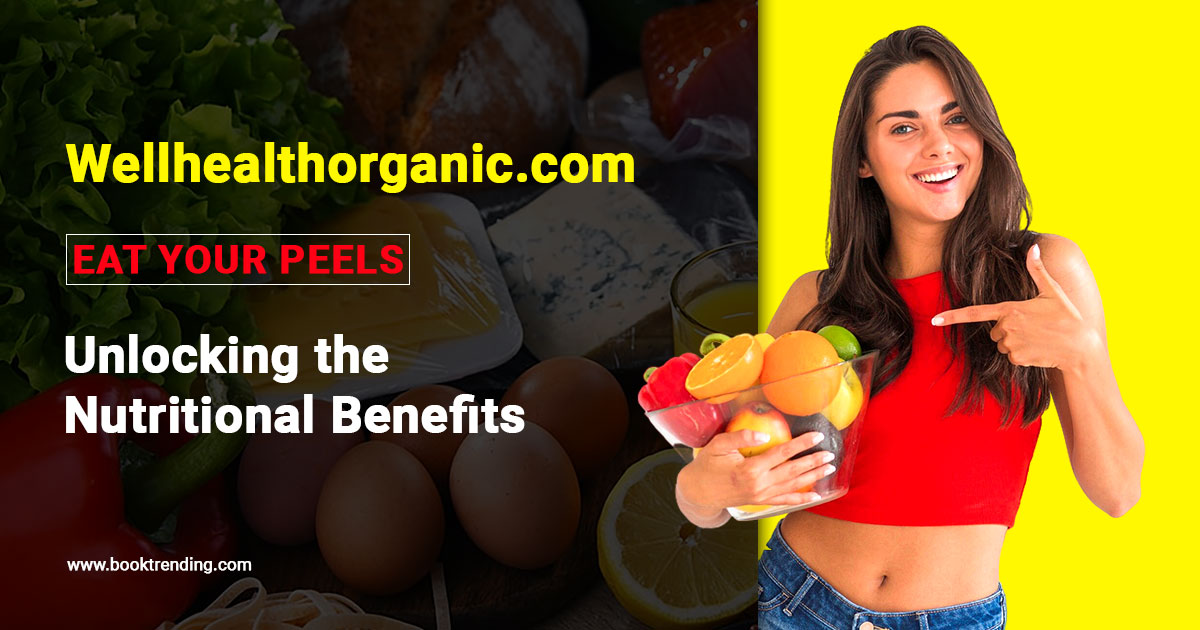 Wellhealthorganic.com
EAT YOUR PEELS
Unlocking the
Nutritional Benefits
www.booktrending.com